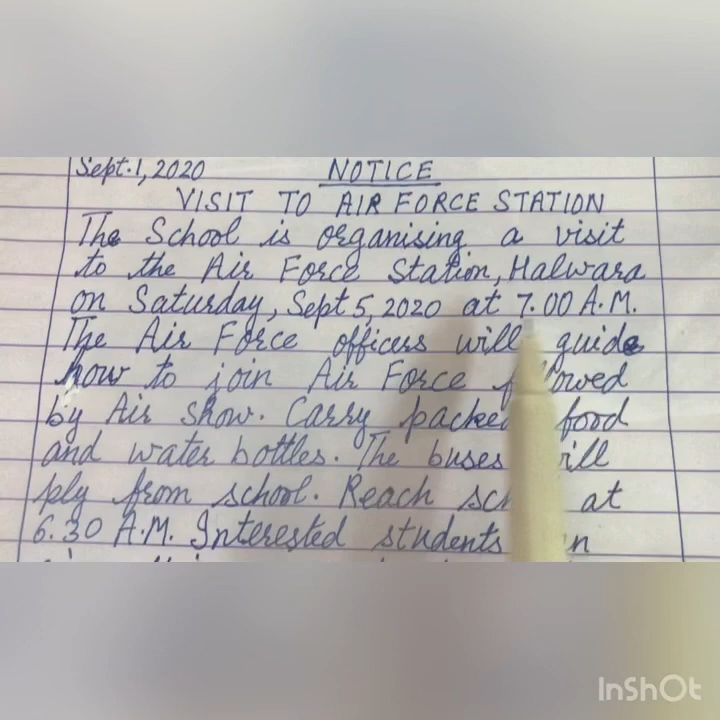 Sept.1, 2020 NOTICE
VISIT TO AIR FORCE STATION
The School is organising a visit
to the Air Force Station, Halwara
on Saturday, Sept 5, 2020 at 7.00 A.M.
The Air Force officers will guide
how to join Air Force
by Air show. Carry food
and water bottles. The buses
ply from school. Reach at
6.30 A.M. Interested students
InShOt